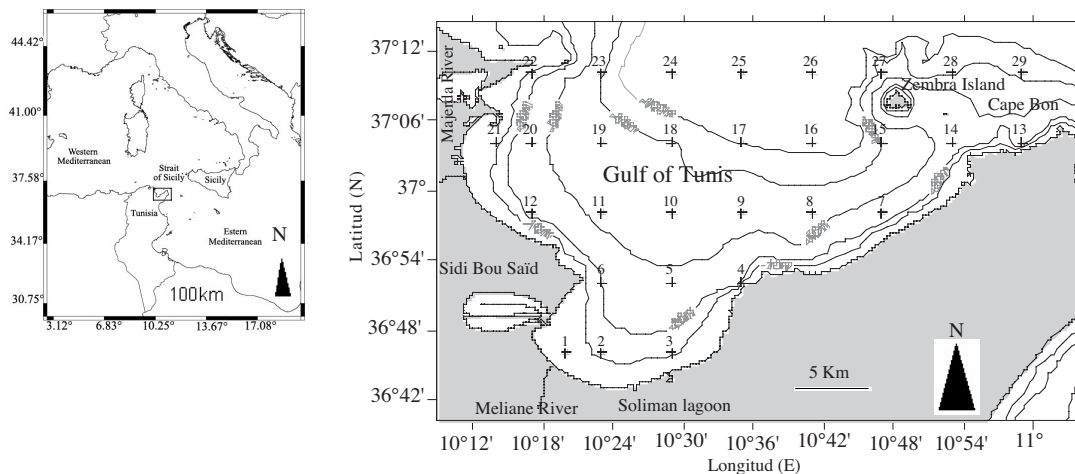 44.42°
41.00°
37.58°
34.17°
30.75°
3.12°
6.83°
10.25°
13.67°
17.08°
Western
Mediterranean
Strait
of Sicily
Sicily
Tunisia
Estern
Mediterranean
N
100km
Latitud (N)
37°12'
37°06'
37°
36°54'
36°48'
36°42'
Majerda River
22
23
24
25
26
27
28
29
Zembra Island
Cape Bon
21
20
19
18
17
16
15
14
13
Gulf of Tunis
12
11
10
9
8
7
Sidi Bou Saïd
6
5
4
1
2
3
N
5 Km
Meliane River
Soliman lagoon
10°12'
10°18'
10°24'
10°30'
10°36'
10°42'
10°48'
10°54'
11°
Longitud (E)